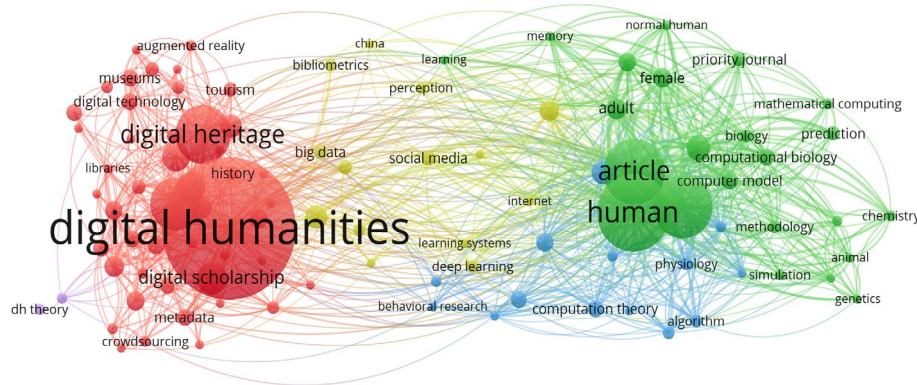 normal human
memory
augmented reality
china
learning
bibliometrics
priority journal
museums
female
tourism
perception
digital technology
adult
mathematical computing
digital heritage
biology
prediction
big data
social media
computational biology
libraries
history
article
computer model
internet
human
chemistry
digital humanities
methodology
learning systems
animal
deep learning
physiology
digital scholarship
simulation
genetics
dh theory
behavioral research
computation theory
metadata
algorithm
crowdsourcing